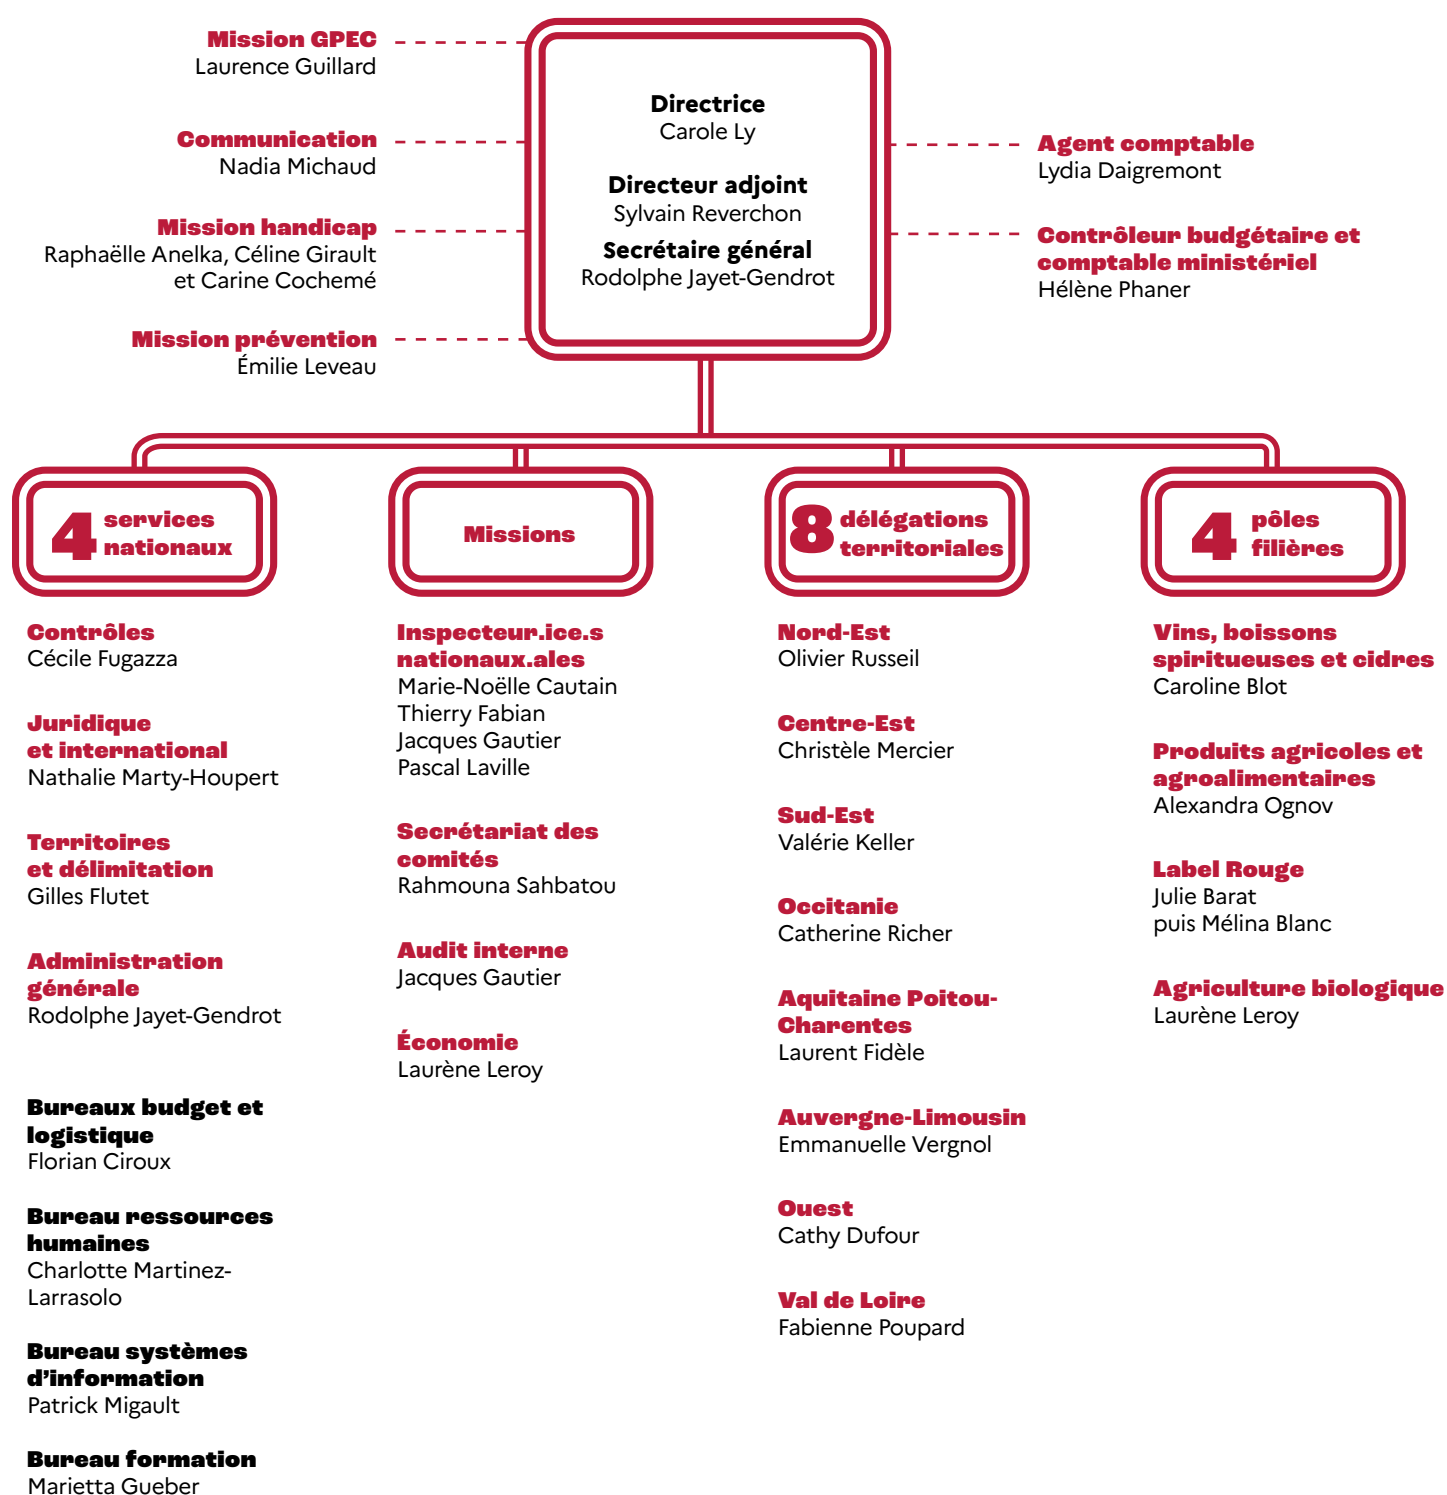 Mission GPEC
Laurence Guillard
Communication
Nadia Michaud
Mission handicap
Raphaëlle Anelka, Céline Girault
et Carine Cochemé
Mission prévention
Émilie Leveau
Directrice
Carole Ly
Directeur adjoint
Sylvain Reverchon
Secrétaire général
Rodolphe Jayet-Gendrot
Agent comptable
Lydia Daigremont
Contrôleur budgétaire et
comptable ministériel
Hélène Phaner
4 services
nationaux
Contrôles
Cécile Fugazza
Juridique
et international
Nathalie Marty-Houpert
Territoires
et délimitation
Gilles Flutet
Administration
générale
Rodolphe Jayet-Gendrot
Bureaux budget et
logistique
Florian Ciroux
Bureau ressources
humaines
Charlotte Martinez-
Larrasolo
Bureau systèmes
d'information
Patrick Migault
Bureau formation
Marietta Gueber
Missions
Inspecteur.ice.s
nationaux.ales
Marie-Noëlle Cautain
Thierry Fabian
Jacques Gautier
Pascal Laville
Secrétariat des
comités
Rahmouna Sahbatou
Audit interne
Jacques Gautier
Économie
Laurène Leroy
8 délégations
territoriales
Nord-Est
Olivier Russeil
Centre-Est
Christèle Mercier
Sud-Est
Valérie Keller
Occitanie
Catherine Richer
Aquitaine Poitou-
Charentes
Laurent Fidèle
Auvergne-Limousin
Emmanuelle Vergnol
Ouest
Cathy Dufour
Val de Loire
Fabienne Poupard
4 pôles
filières
Vins, boissons
spiritueuses et cidres
Caroline Blot
Produits agricoles et
agroalimentaires
Alexandra Ognov
Label Rouge
Julie Barat
puis Mélina Blanc
Agriculture biologique
Laurène Leroy